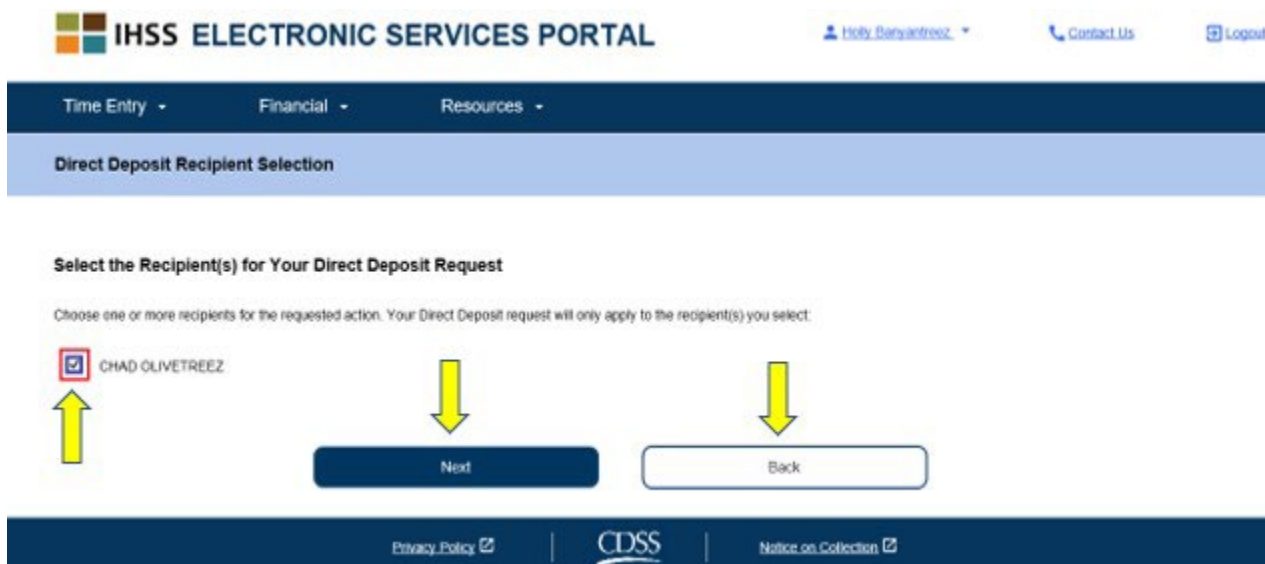 IHSS ELECTRONIC SERVICES PORTAL
Holly Banyantreez
Contact Us
Logout
Time Entry
Financial
Resources
Direct Deposit Recipient Selection
Select the Recipient(s) for Your Direct Deposit Request
Choose one or more recipients for the requested action. Your Direct Deposit request will only apply to the recipient(s) you select:
CHAD OLIVETREEZ
Next
Back
Privacy Policy
CDSS
Notice on Collection